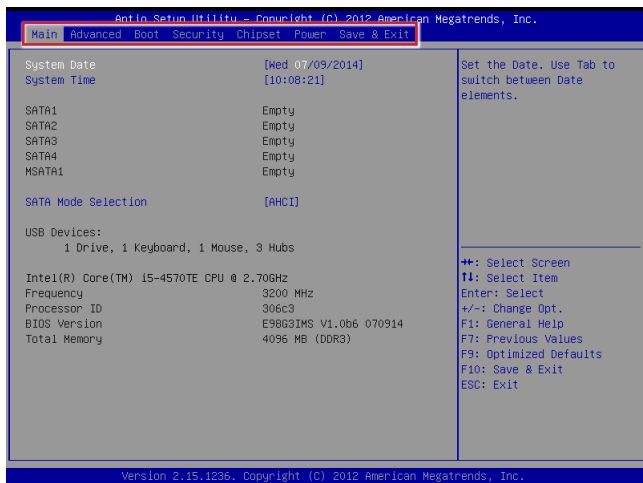 Aptio Setup Utility – Copyright (C) 2012 American Megatrends, Inc.
Main Advanced Boot Security Chipset Power Save & Exit
System Date [Wed 07/09/2014] Set the Date. Use Tab to
System Time [10:08:21] switch between Date
elements.
SATA1 Empty
SATA2 Empty
SATA3 Empty
SATA4 Empty
MSATA1 Empty
SATA Mode Selection [AHCI]
USB Devices:
1 Drive, 1 Keyboard, 1 Mouse, 3 Hubs
→←: Select Screen
Intel(R) Core(TM) i5-4570TE CPU @ 2.70GHz ↑↓: Select Item
Frequency 3200 MHz Enter: Select
Processor ID 306c3 +/-: Change Opt.
BIOS Version E98G3IMS V1.0b6 070914 F1: General Help
Total Memory 4096 MB (DDR3) F7: Previous Values
F9: Optimized Defaults
F10: Save & Exit
ESC: Exit
Version 2.15.1236. Copyright (C) 2012 American Megatrends, Inc.